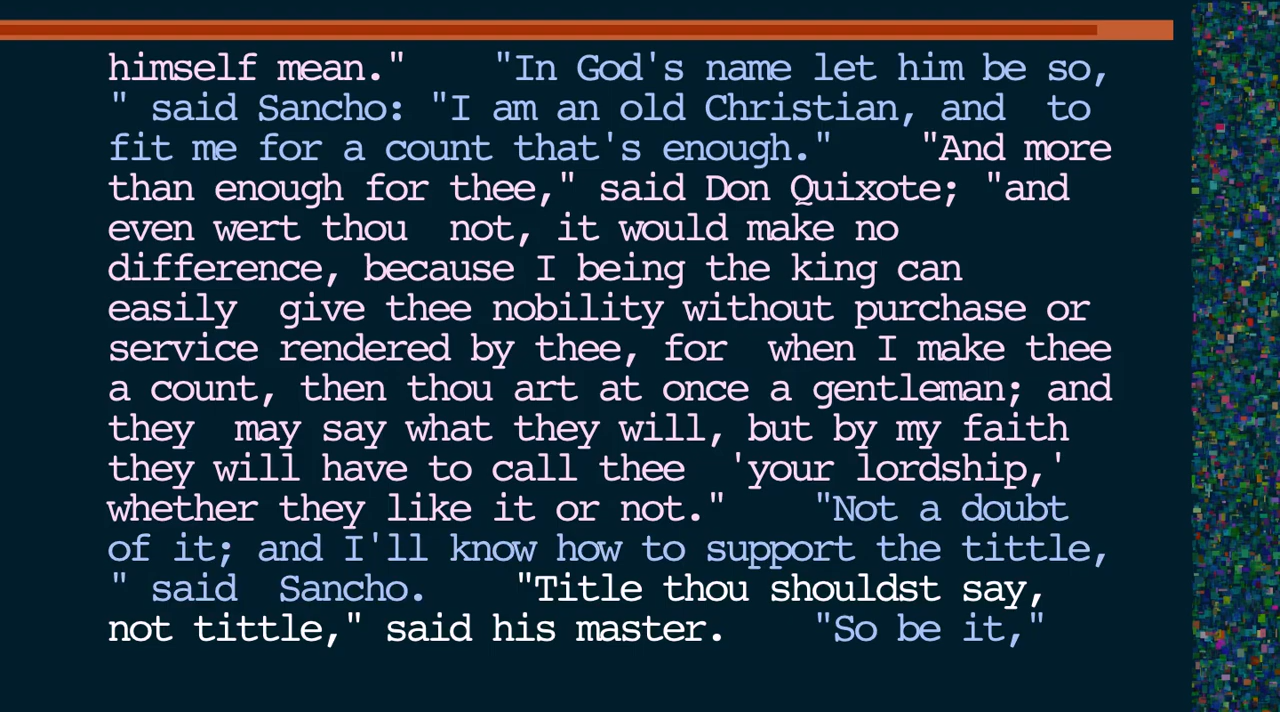 himself mean."    "In God's name let him be so,
" said Sancho: "I am an old Christian, and  to
fit me for a count that's enough."    "And more
than enough for thee," said Don Quixote; "and
even wert thou  not, it would make no
difference, because I being the king can
easily  give thee nobility without purchase or
service rendered by thee, for  when I make thee
a count, then thou art at once a gentleman; and
they  may say what they will, but by my faith
they will have to call thee  'your lordship,'
whether they like it or not."    "Not a doubt
of it; and I'll know how to support the tittle,
" said  Sancho.    "Title thou shouldst say,
not tittle," said his master.    "So be it,"